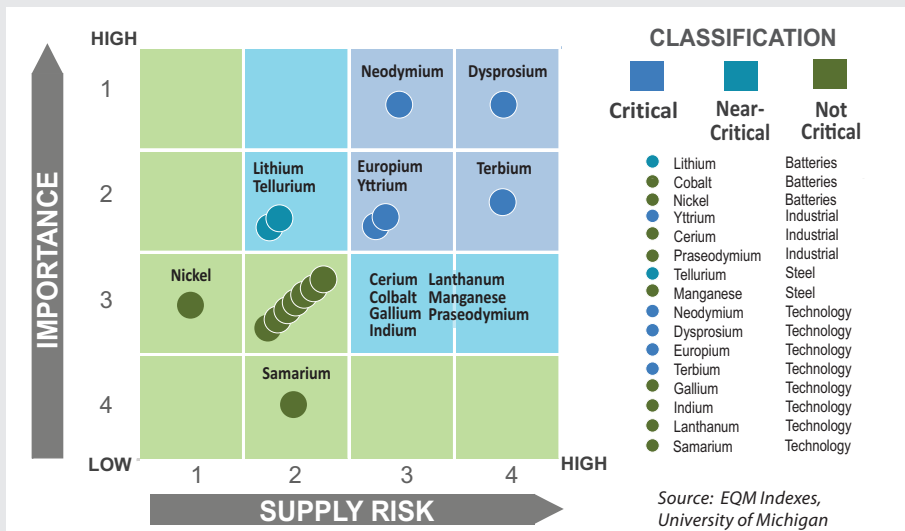 HIGH
IMPORTANCE
1
2
3
4
LOW
Neodymium
Dysprosium
Lithium
Tellurium
Europium
Yttrium
Terbium
Nickel
Cerium Lanthanum
Colbalt Manganese
Gallium Praseodymium
Indium
Samarium
1 2 3 4
HIGH
SUPPLY RISK
CLASSIFICATION
Critical
Near-
Critical
Not
Critical
Lithium Batteries
Cobalt Batteries
Nickel Batteries
Yttrium Industrial
Cerium Industrial
Praseodymium Industrial
Tellurium Steel
Manganese Steel
Neodymium Technology
Dysprosium Technology
Europium Technology
Terbium Technology
Gallium Technology
Indium Technology
Lanthanum Technology
Samarium Technology
Source: EQM Indexes,
University of Michigan